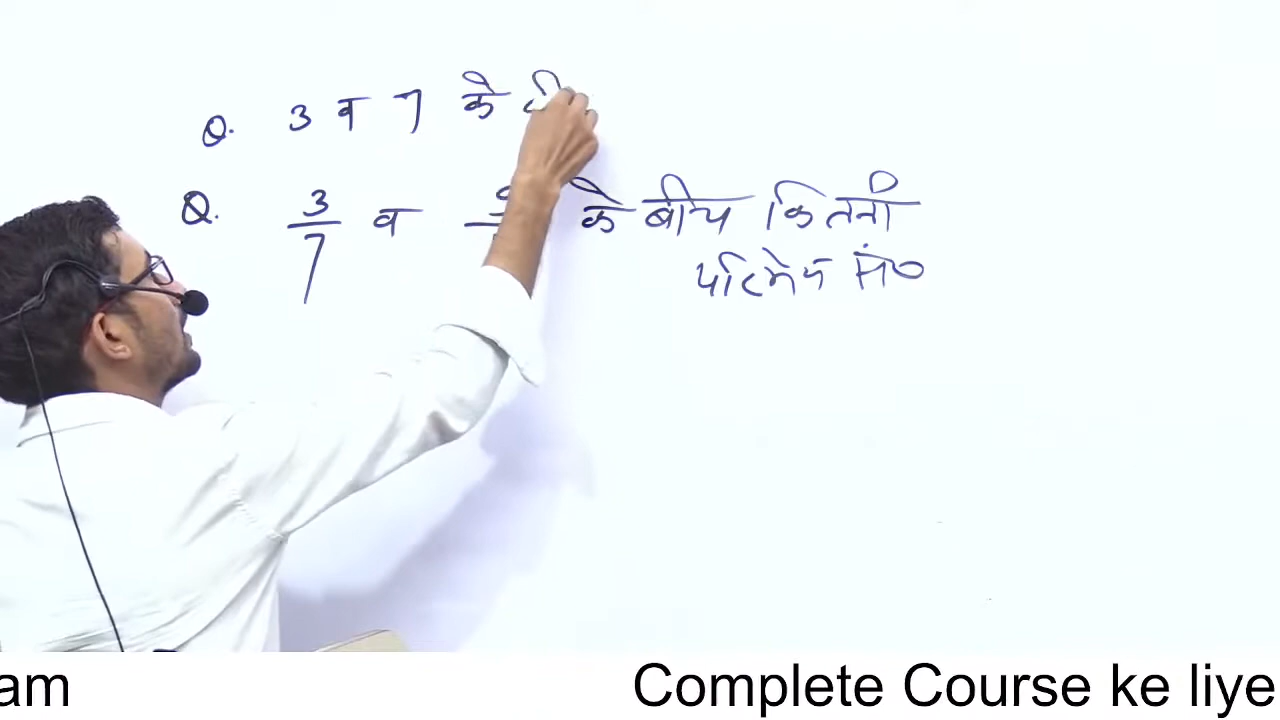 Q. 3 व 7 के
Q. 3/7 व के बीच कितनी
परिमेय सं०
am Complete Course ke liye